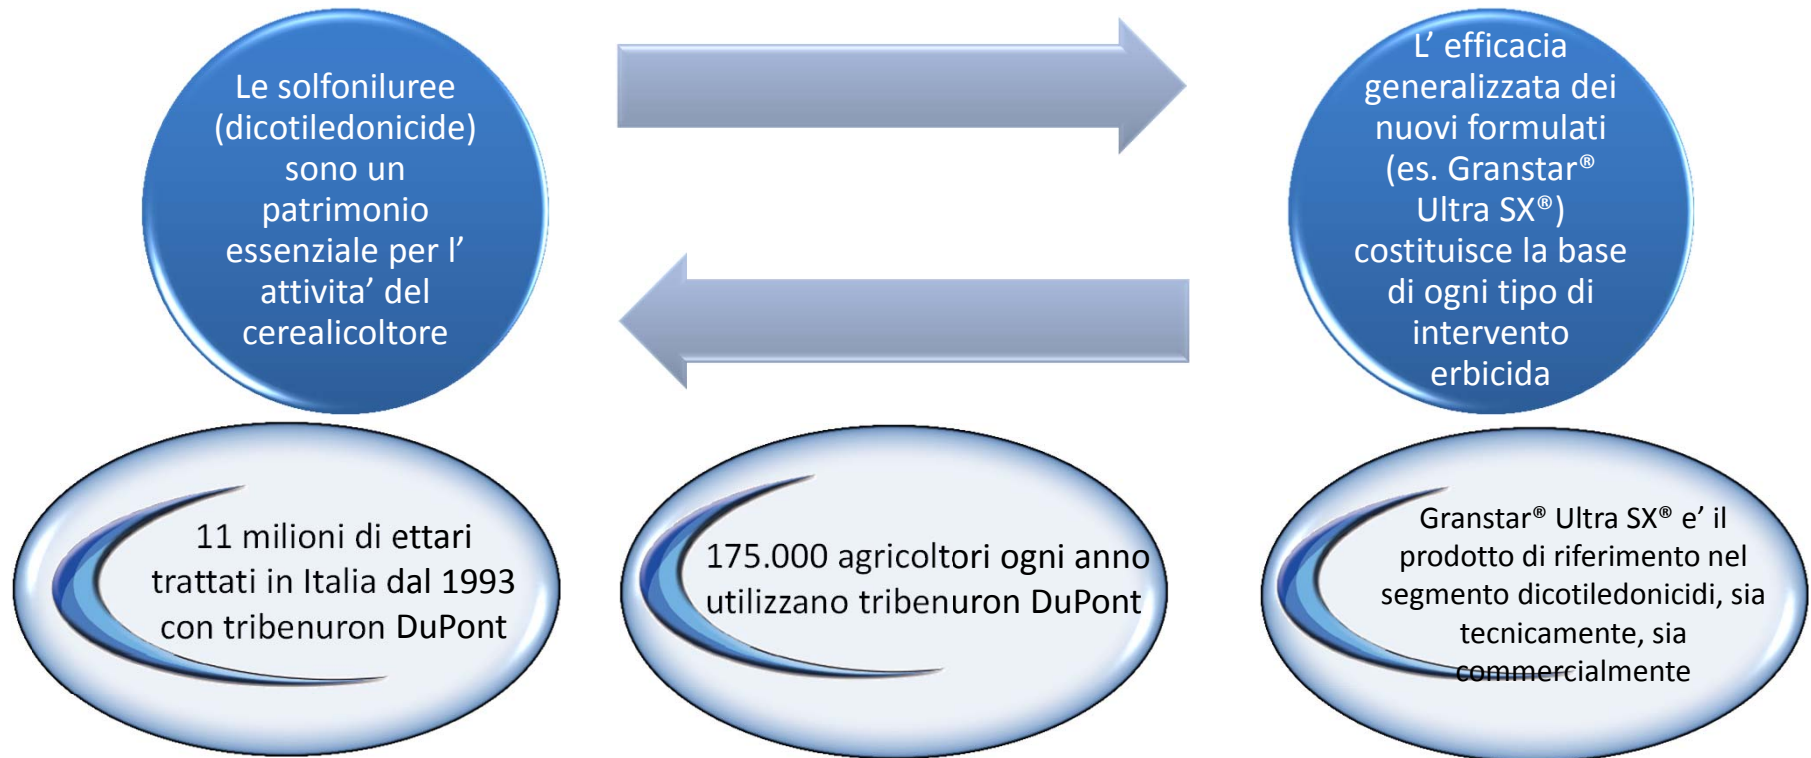 Le solfoniluree
(dicotiledonicide)
sono un
patrimonio
essenziale per l’
attivita’ del
cerealicoltore
L’ efficacia
generalizzata dei
nuovi formulati
(es. Granstar®
Ultra SX®)
costituisce la base
di ogni tipo di
intervento
erbicida
11 milioni di ettari
trattati in Italia dal 1993
con tribenuron DuPont
175.000 agricoltori ogni anno
utilizzano tribenuron DuPont
Granstar® Ultra SX® e’ il
prodotto di riferimento nel
segmento dicotiledonicidi, sia
tecnicamente, sia
commercialmente